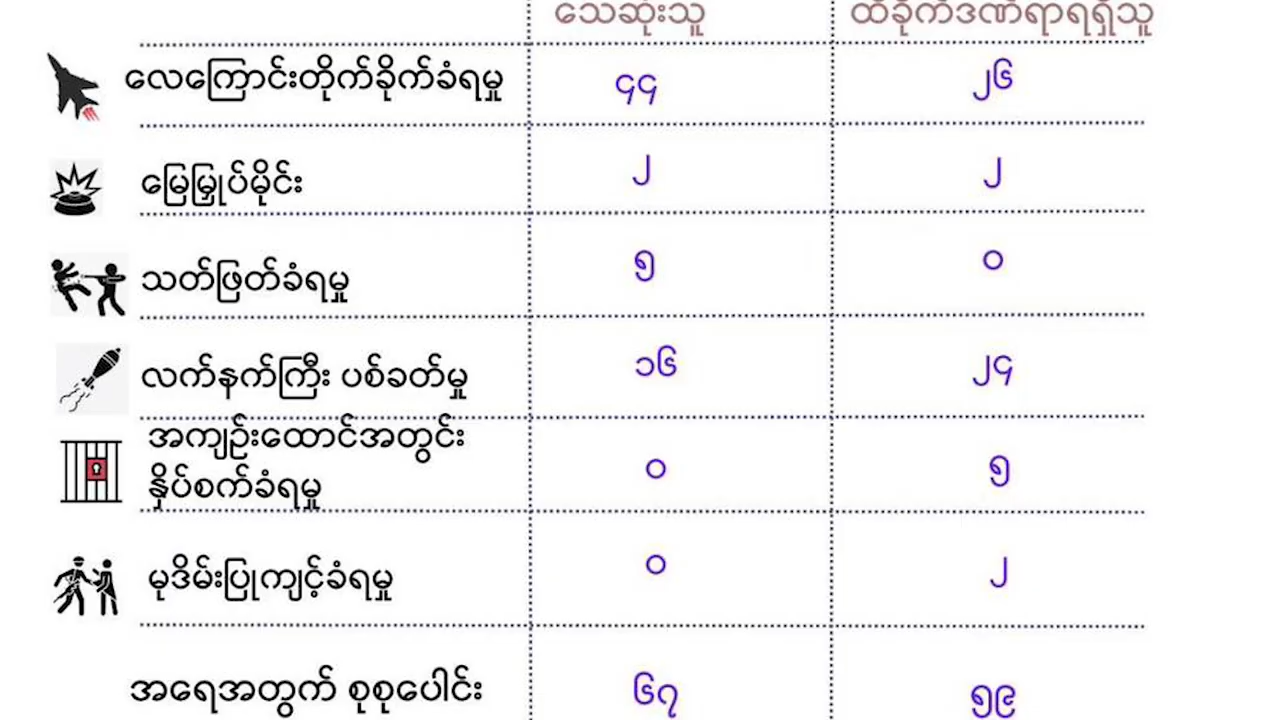 သေဆုံးသူ ထိခိုက်ဒဏ်ရာရရှိသူ
လေကြောင်းတိုက်ခိုက်ခံရမှု ၄၄ ၂၆
မြေမြှုပ်မိုင်း ၂ ၂
သတ်ဖြတ်ခံရမှု ၅ ၀
လက်နက်ကြီး ပစ်ခတ်မှု ၁၆ ၂၄
အကျဉ်းထောင်အတွင်း
နှိပ်စက်ခံရမှု ၀ ၅
မုဒိမ်းပြုကျင့်ခံရမှု ၀ ၂
အရေအတွက် စုစုပေါင်း ၆၇ ၅၉